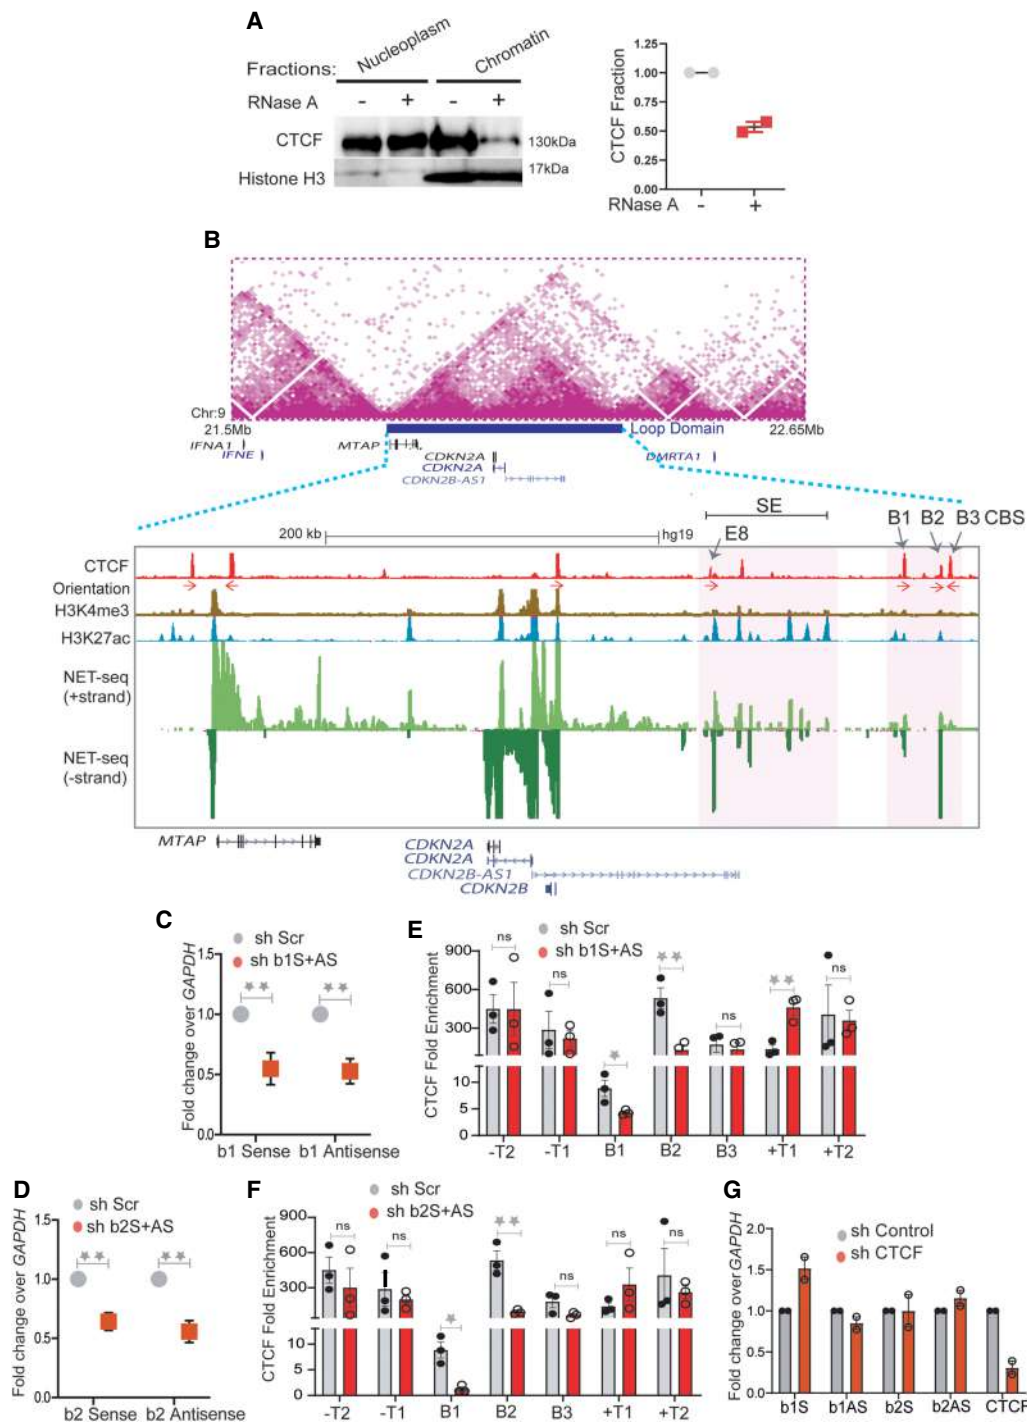 A
Fractions:
Nucleoplasm
Chromatin
RNase A
- + - +
CTCF
130kDa
17kDa
Histone H3
CTCF Fraction
1.25
1.00
0.75
0.50
0.25
0.00
RNase A - +
B
Chr:9
21.5Mb
Loop Domain
22.65Mb
IFNA1
IFNE
MTAP
CDKN2A
CDKN2A
CDKN2B-AS1
DMRTA1
SE
B1 B2 B3 CBS
E8
200 kb
hg19
CTCF
Orientation
H3K4me3
H3K27ac
NET-seq
(+strand)
NET-seq
(-strand)
MTAP
CDKN2A
CDKN2A
CDKN2B-AS1
CDKN2B
C
sh Scr
sh b1S+AS
Fold change over GAPDH
1.5
1.0
0.5
0.0
b1 Sense b1 Antisense
E
sh Scr
sh b1S+AS
CTCF Fold Enrichment
900
600
300
10
5
0
ns
ns
ns
ns
-T2 -T1 B1 B2 B3 +T1 +T2
D
sh Scr
sh b2S+AS
Fold change over GAPDH
1.5
1.0
0.5
0.0
b2 Sense b2 Antisense
F
sh Scr
sh b2S+AS
CTCF Fold Enrichment
900
600
300
10
5
0
ns
ns
ns
ns
ns
-T2 -T1 B1 B2 B3 +T1 +T2
G
sh Control
sh CTCF
Fold change over GAPDH
2.0
1.5
1.0
0.5
0.0
b1S b1AS b2S b2AS CTCF